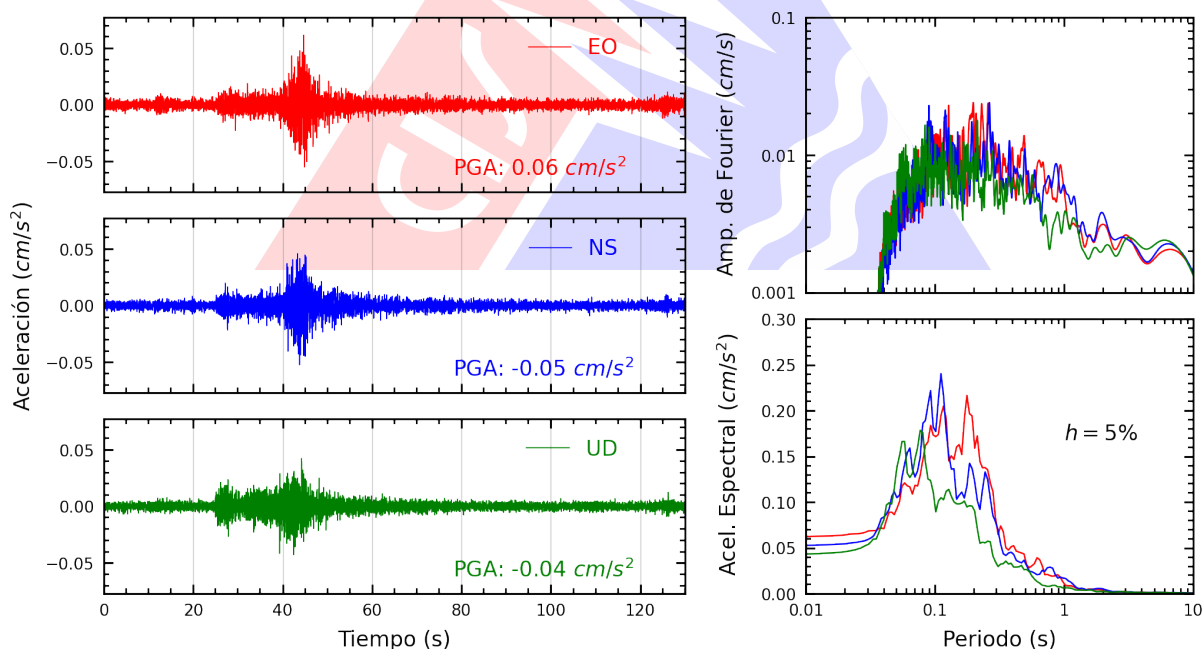 Aceleración (cm/s²)
0.05
0.00
−0.05
EO
PGA: 0.06 cm/s²
0.05
0.00
−0.05
NS
PGA: -0.05 cm/s²
0.05
0.00
−0.05
UD
PGA: -0.04 cm/s²
0 20 40 60 80 100 120
Tiempo (s)
Amp. de Fourier (cm/s)
0.1
0.01
0.001
Acel. Espectral (cm/s²)
0.30
0.25
0.20
0.15
0.10
0.05
0.00
h = 5%
0.01 0.1 1 10
Periodo (s)